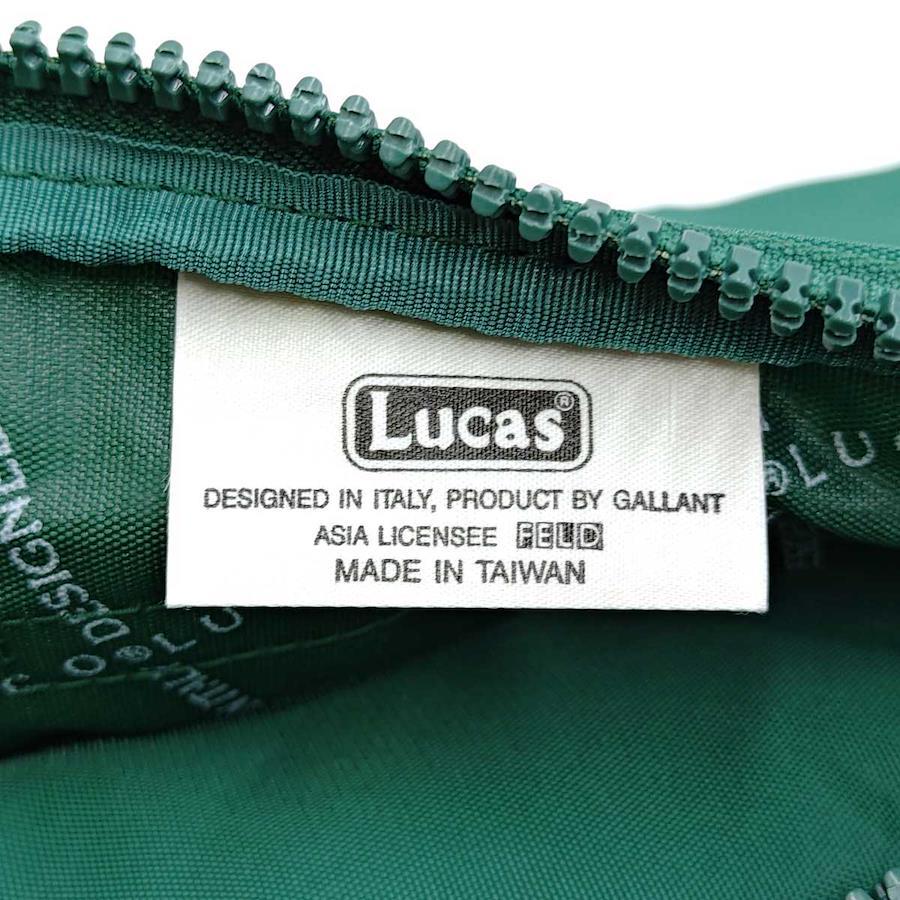 Lucas®
DESIGNED IN ITALY, PRODUCT BY GALLANT
ASIA LICENSEE FELD
MADE IN TAIWAN